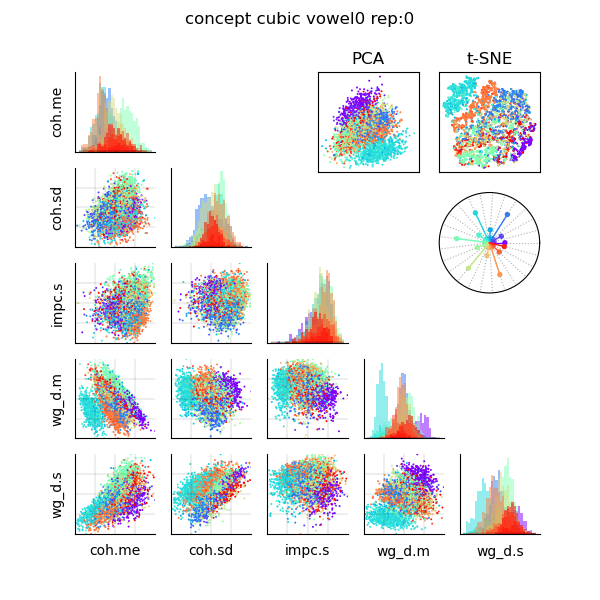 concept cubic vowel0 rep:0
PCA
t-SNE
coh.me
coh.sd
impc.s
wg_d.m
wg_d.s
coh.me
coh.sd
impc.s
wg_d.m
wg_d.s